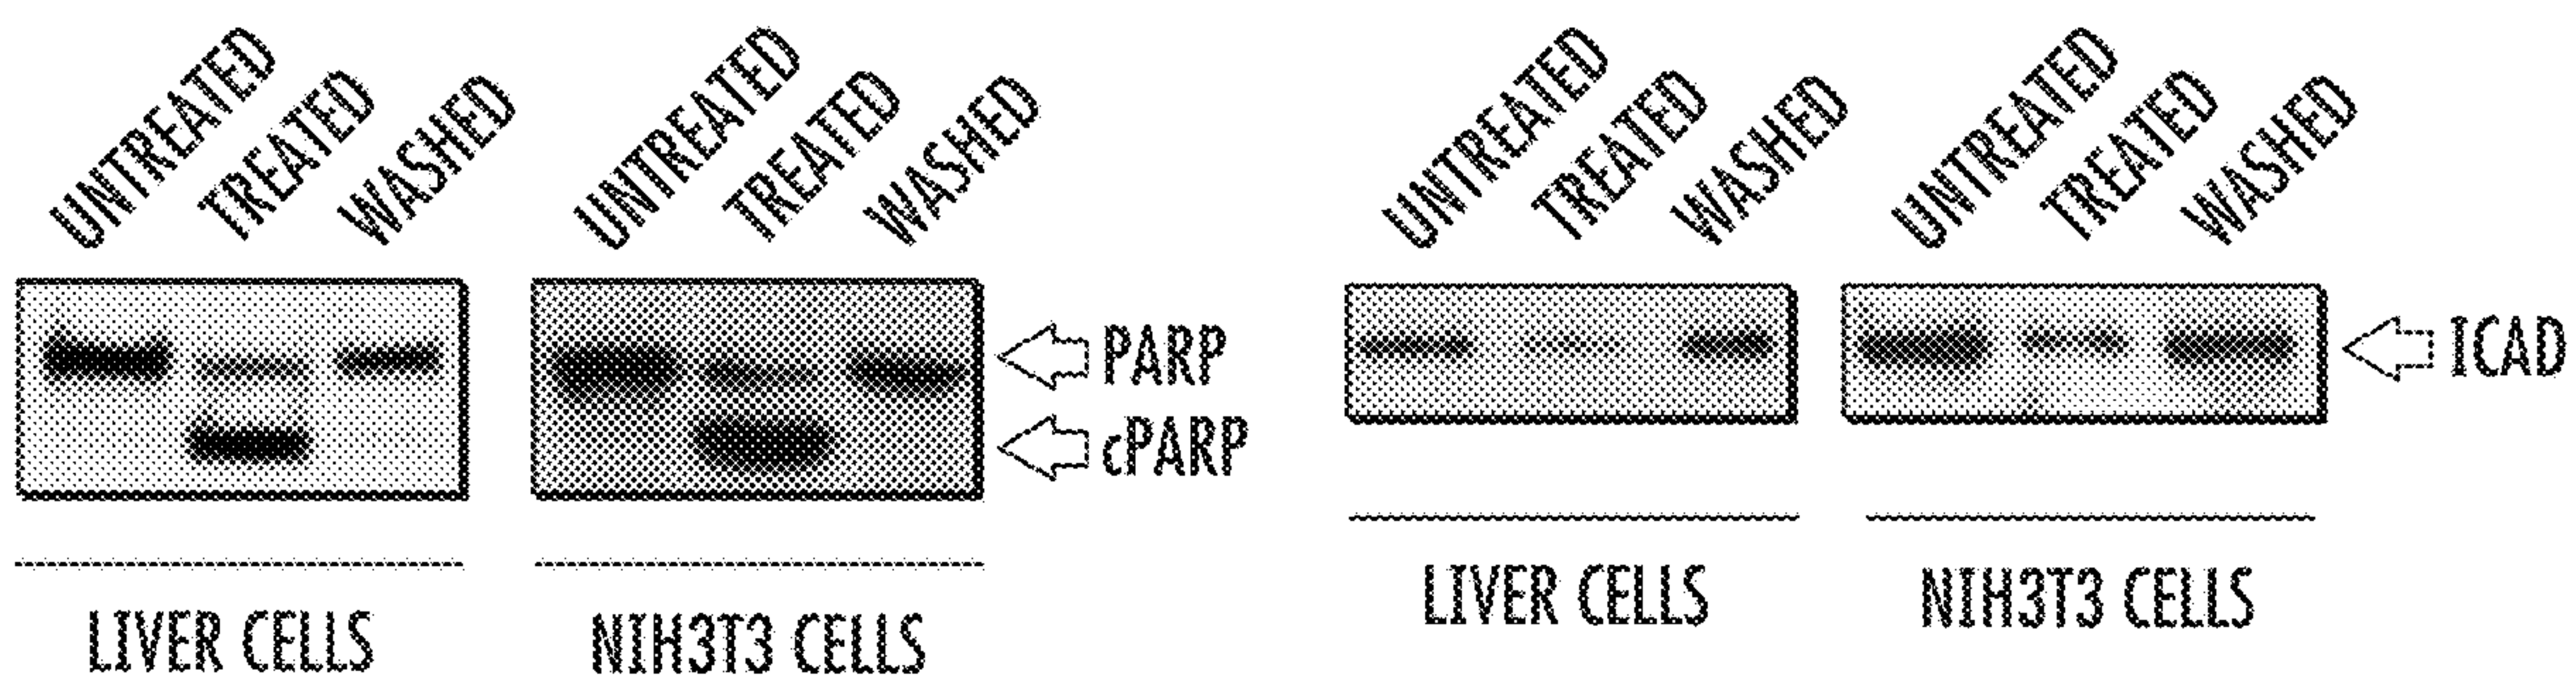 UNTREATED
TREATED
WASHED
UNTREATED
TREATED
WASHED
UNTREATED
TREATED
WASHED
UNTREATED
TREATED
WASHED
PARP
cPARP
ICAD
LIVER CELLS
NIH3T3 CELLS
LIVER CELLS
NIH3T3 CELLS